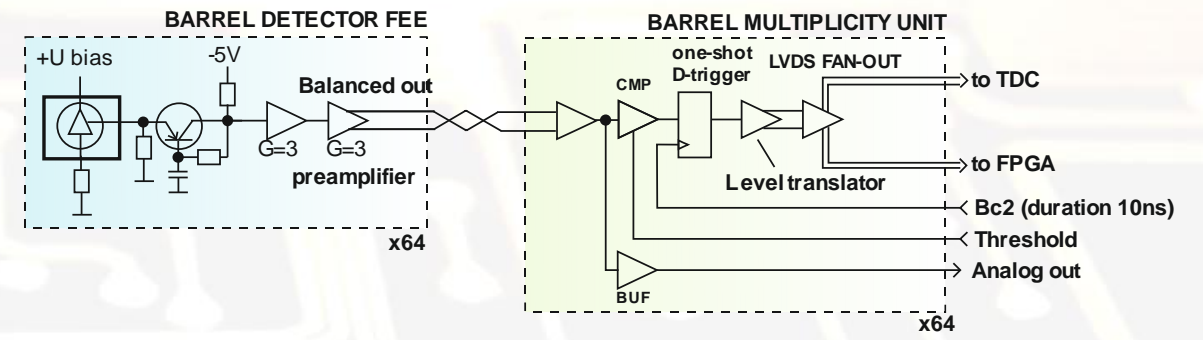 BARREL DETECTOR FEE
+U bias
-5V
Balanced out
G=3
G=3
preamplifier
x64
BARREL MULTIPLICITY UNIT
one-shot
D-trigger
LVDS FAN-OUT
CMP
Level translator
BUF
x64
to TDC
to FPGA
Bc2 (duration 10ns)
Threshold
Analog out